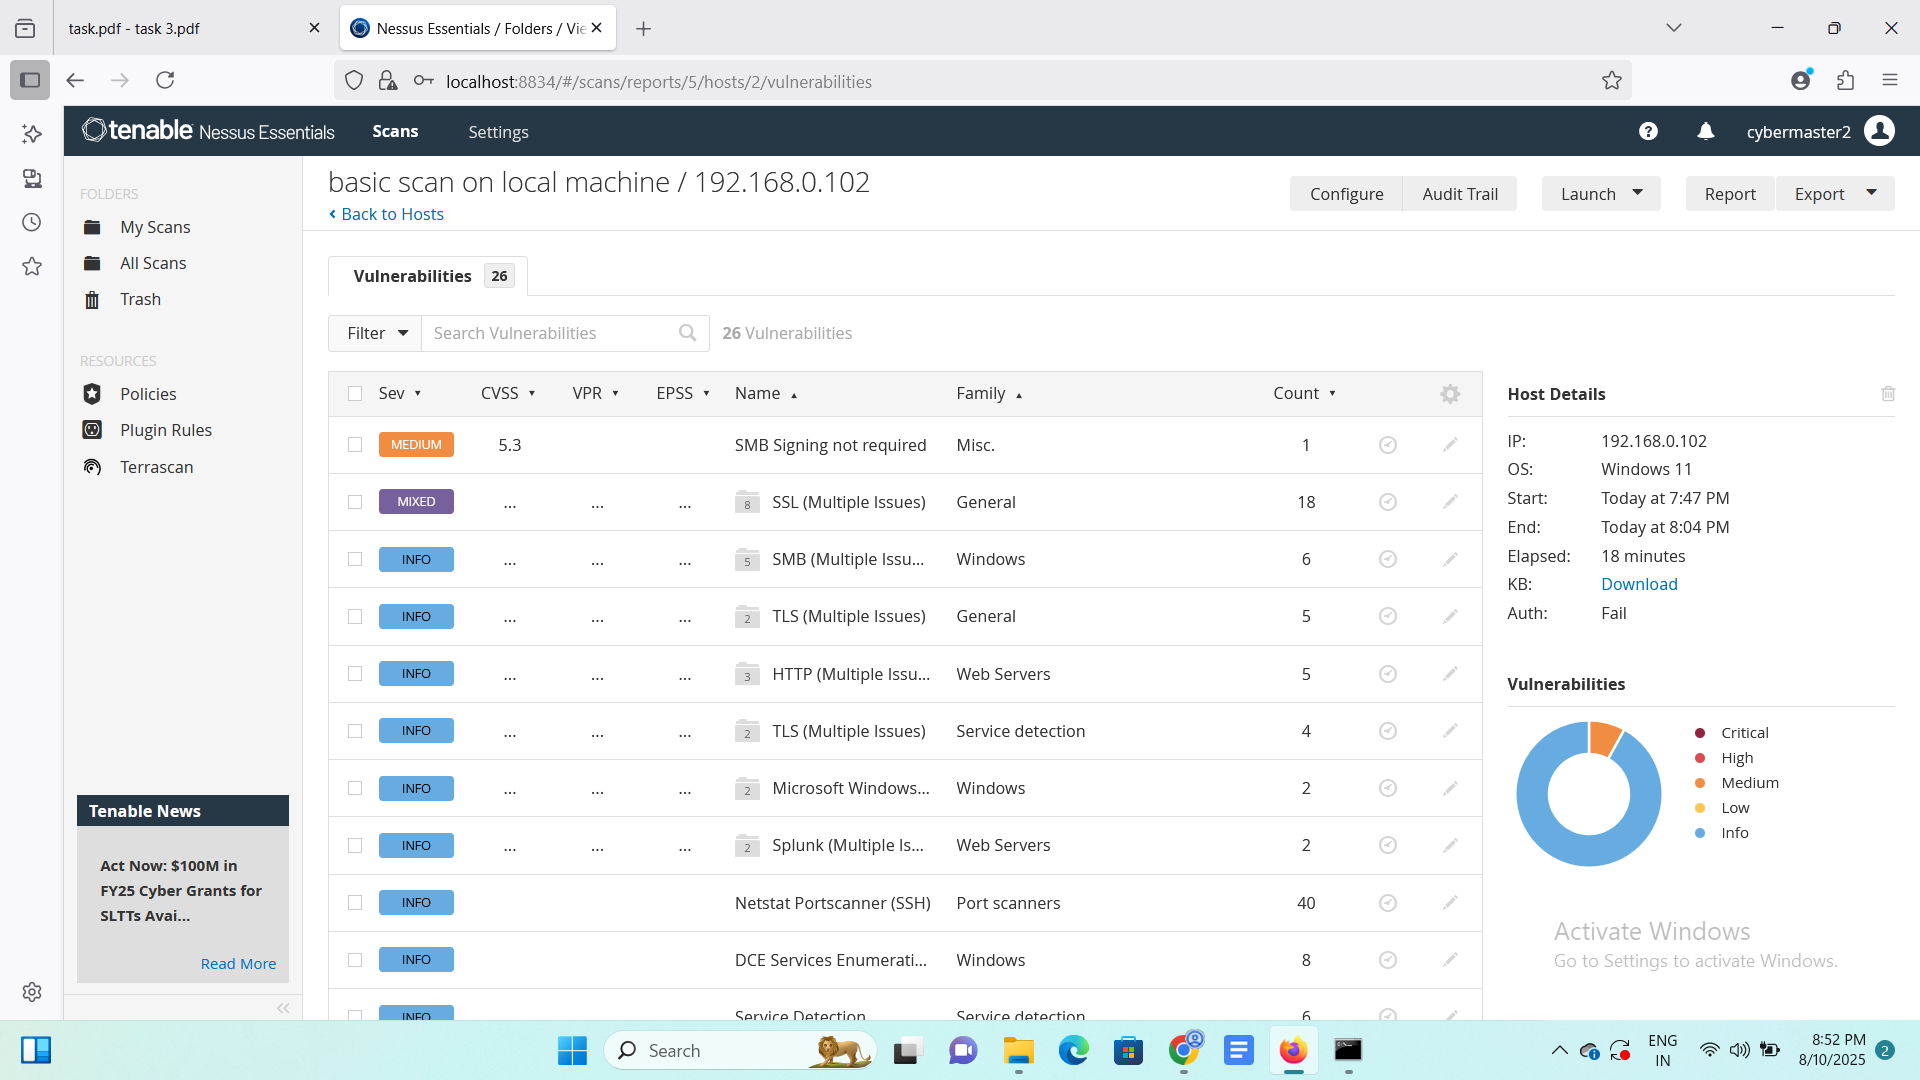 task.pdf - task 3.pdf
Nessus Essentials / Folders / Vie
localhost:8834/#/scans/reports/5/hosts/2/vulnerabilities
tenable Nessus Essentials
Scans
Settings
cybermaster2
FOLDERS
My Scans
All Scans
Trash
RESOURCES
Policies
Plugin Rules
Terrascan
Tenable News
Act Now: $100M in
FY25 Cyber Grants for
SLTTs Avai...
Read More
basic scan on local machine / 192.168.0.102
Back to Hosts
Configure
Audit Trail
Launch
Report
Export
Vulnerabilities 26
Filter
Search Vulnerabilities
26 Vulnerabilities
Sev CVSS VPR EPSS Name Family Count
MEDIUM 5.3 SMB Signing not required Misc. 1
MIXED ... ... ... 8 SSL (Multiple Issues) General 18
INFO ... ... ... 5 SMB (Multiple Issu... Windows 6
INFO ... ... ... 2 TLS (Multiple Issues) General 5
INFO ... ... ... 3 HTTP (Multiple Issu... Web Servers 5
INFO ... ... ... 2 TLS (Multiple Issues) Service detection 4
INFO ... ... ... 2 Microsoft Windows... Windows 2
INFO ... ... ... 2 Splunk (Multiple Is... Web Servers 2
INFO Netstat Portscanner (SSH) Port scanners 40
INFO DCE Services Enumerati... Windows 8
INFO Service Detection Service detection 6
Host Details
IP: 192.168.0.102
OS: Windows 11
Start: Today at 7:47 PM
End: Today at 8:04 PM
Elapsed: 18 minutes
KB: Download
Auth: Fail
Vulnerabilities
Critical
High
Medium
Low
Info
Activate Windows
Go to Settings to activate Windows.
Search
ENG
IN
8:52 PM
8/10/2025
2